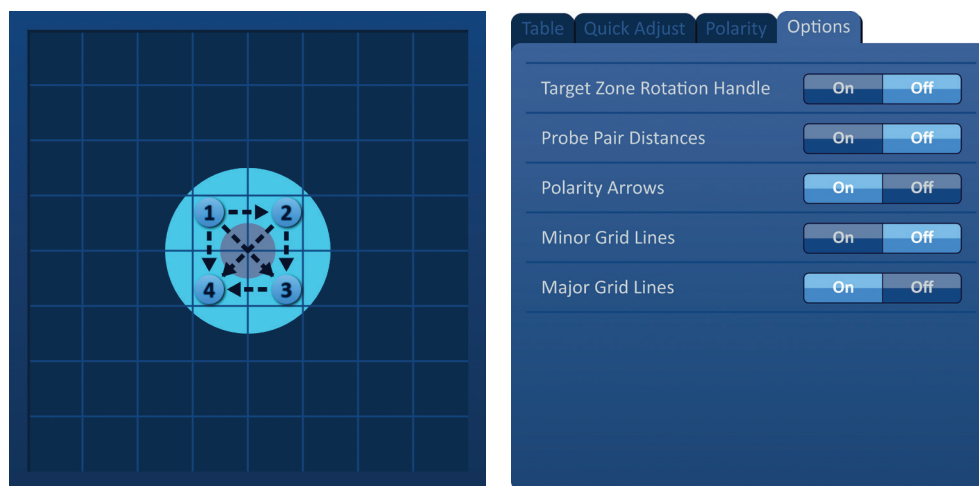 1 2
4 3
Table Quick Adjust Polarity Options
Target Zone Rotation Handle On Off
Probe Pair Distances On Off
Polarity Arrows On Off
Minor Grid Lines On Off
Major Grid Lines On Off